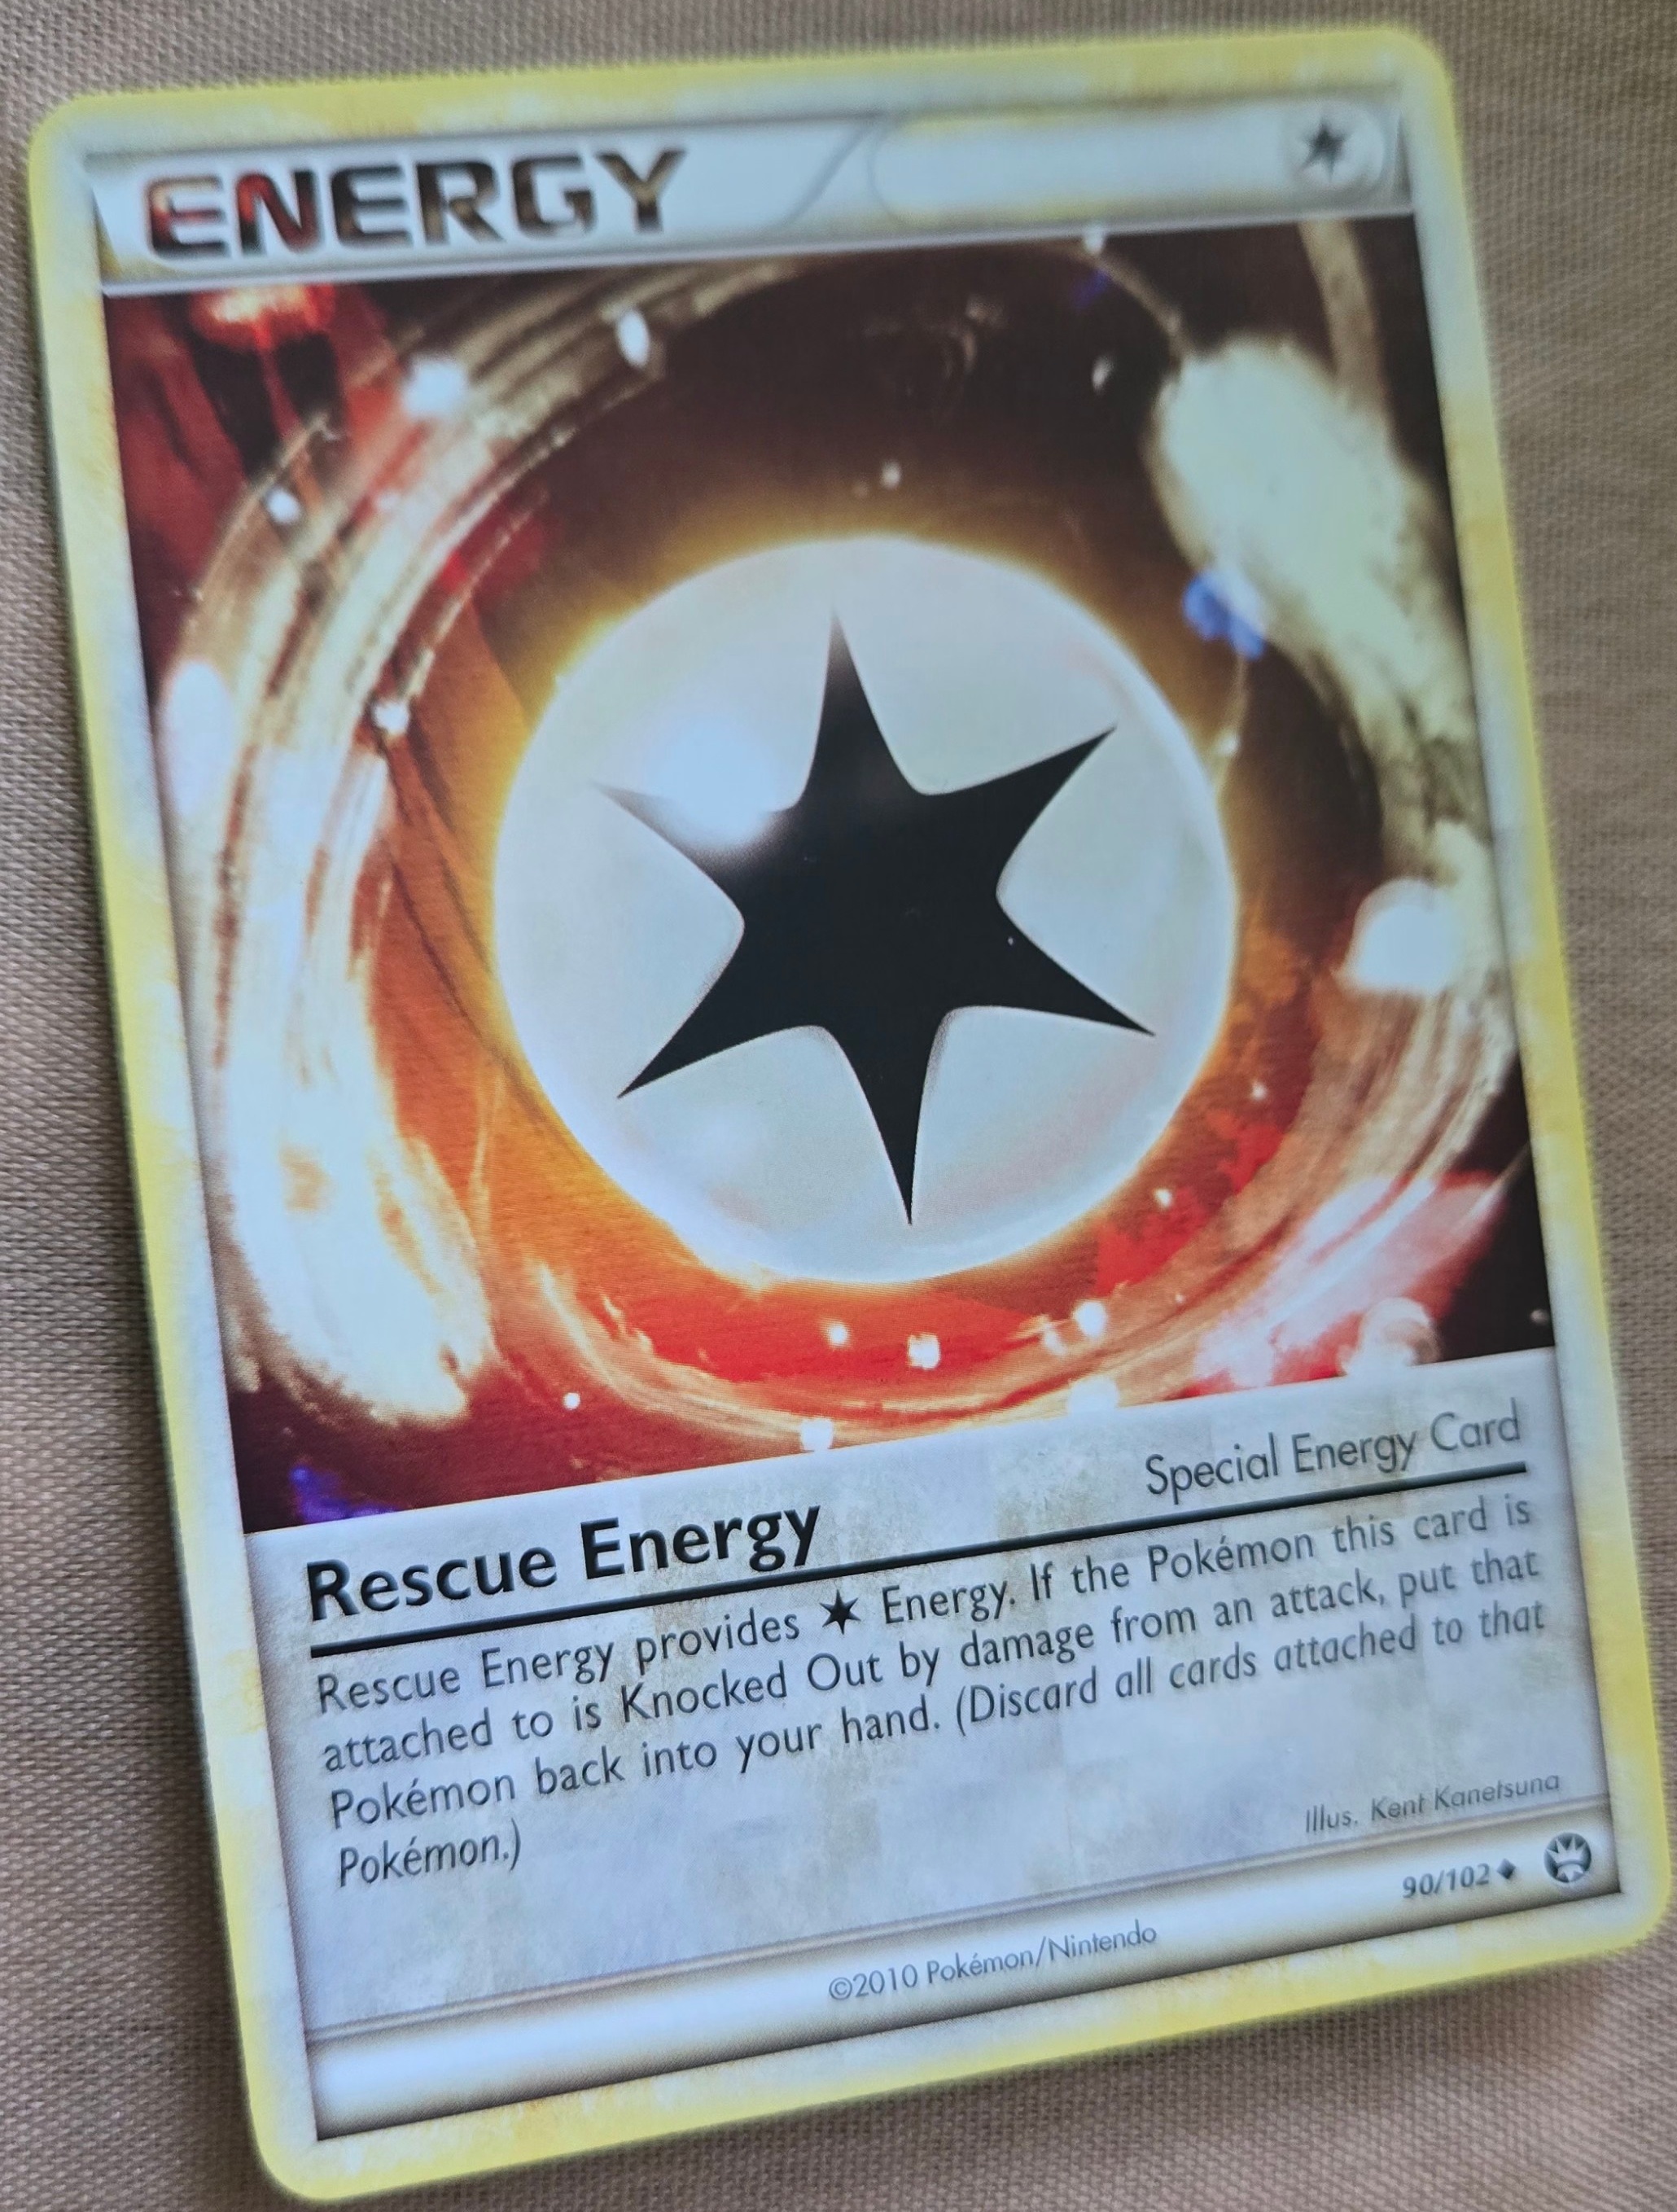 ENERGY
Special Energy Card
Rescue Energy
Rescue Energy provides ✶ Energy. If the Pokémon this card is
attached to is Knocked Out by damage from an attack, put that
Pokémon back into your hand. (Discard all cards attached to that
Pokémon.)
Illus. Kent Kanetsuna
90/102 ◆
©2010 Pokémon/Nintendo